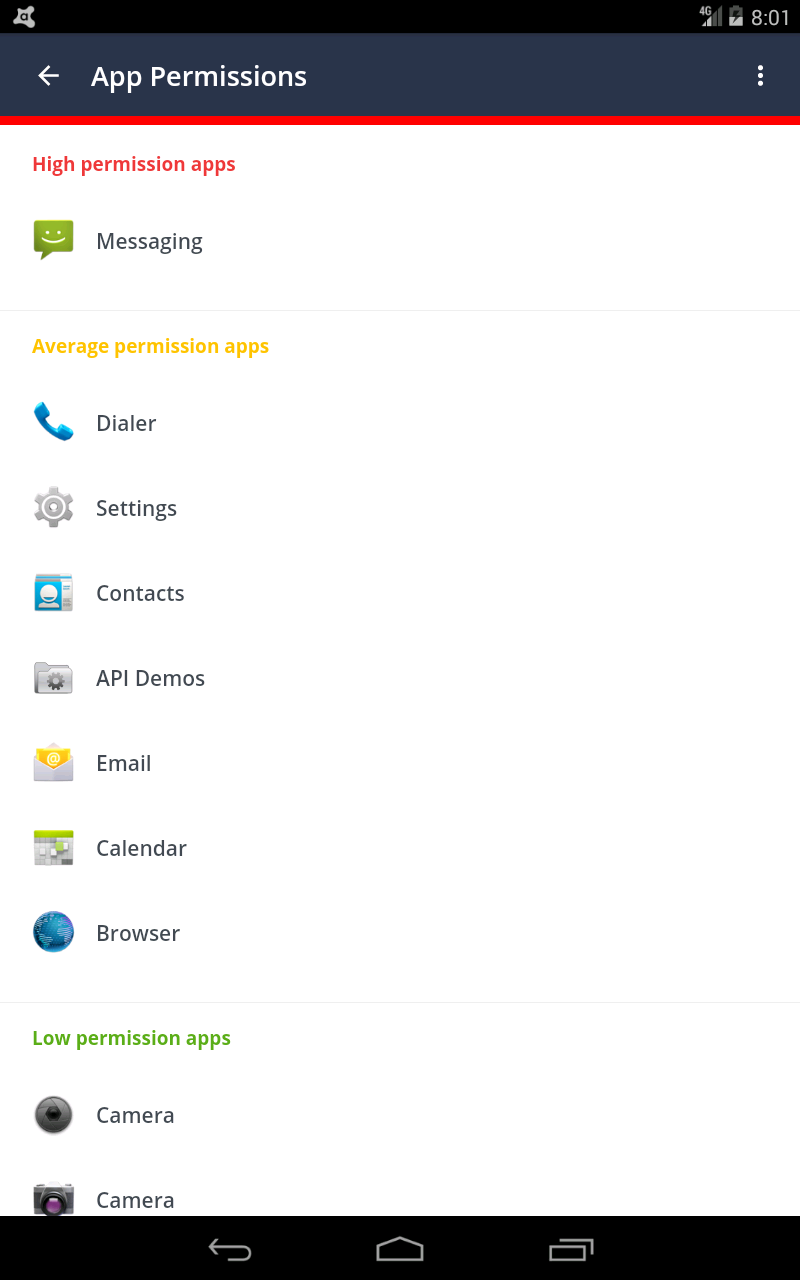 4G 8:01
App Permissions
High permission apps
Messaging
Average permission apps
Dialer
Settings
Contacts
API Demos
Email
Calendar
Browser
Low permission apps
Camera
Camera